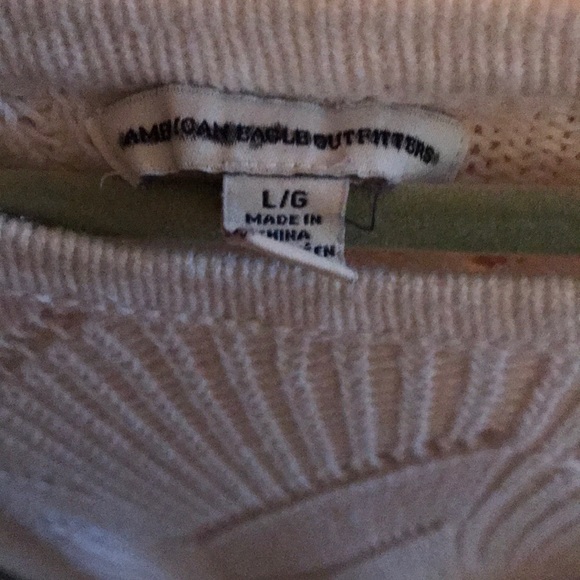 AMERICAN EAGLE OUTFITTERS
L/G
MADE IN
CHINA